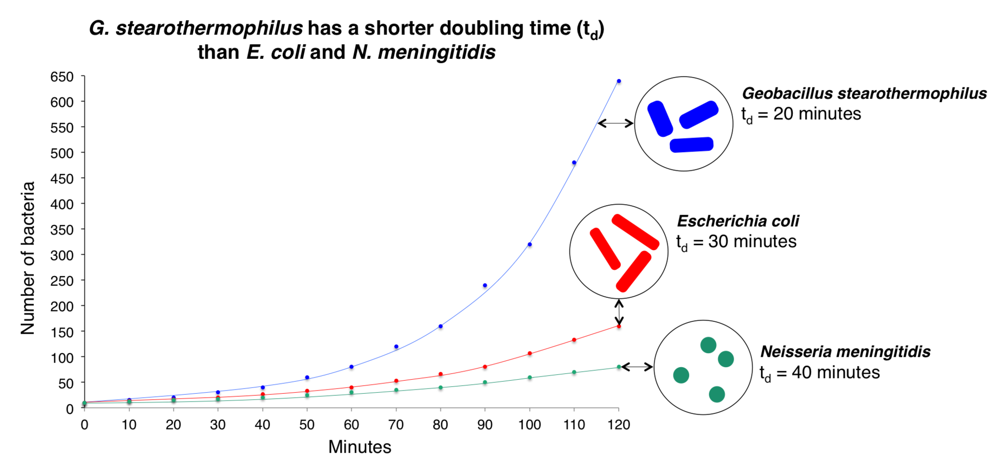 G. stearothermophilus has a shorter doubling time (td)
than E. coli and N. meningitidis
650
600
550
500
450
400
350
300
250
200
150
100
50
0
Number of bacteria
0 10 20 30 40 50 60 70 80 90 100 110 120
Minutes
Geobacillus stearothermophilus
td = 20 minutes
Escherichia coli
td = 30 minutes
Neisseria meningitidis
td = 40 minutes